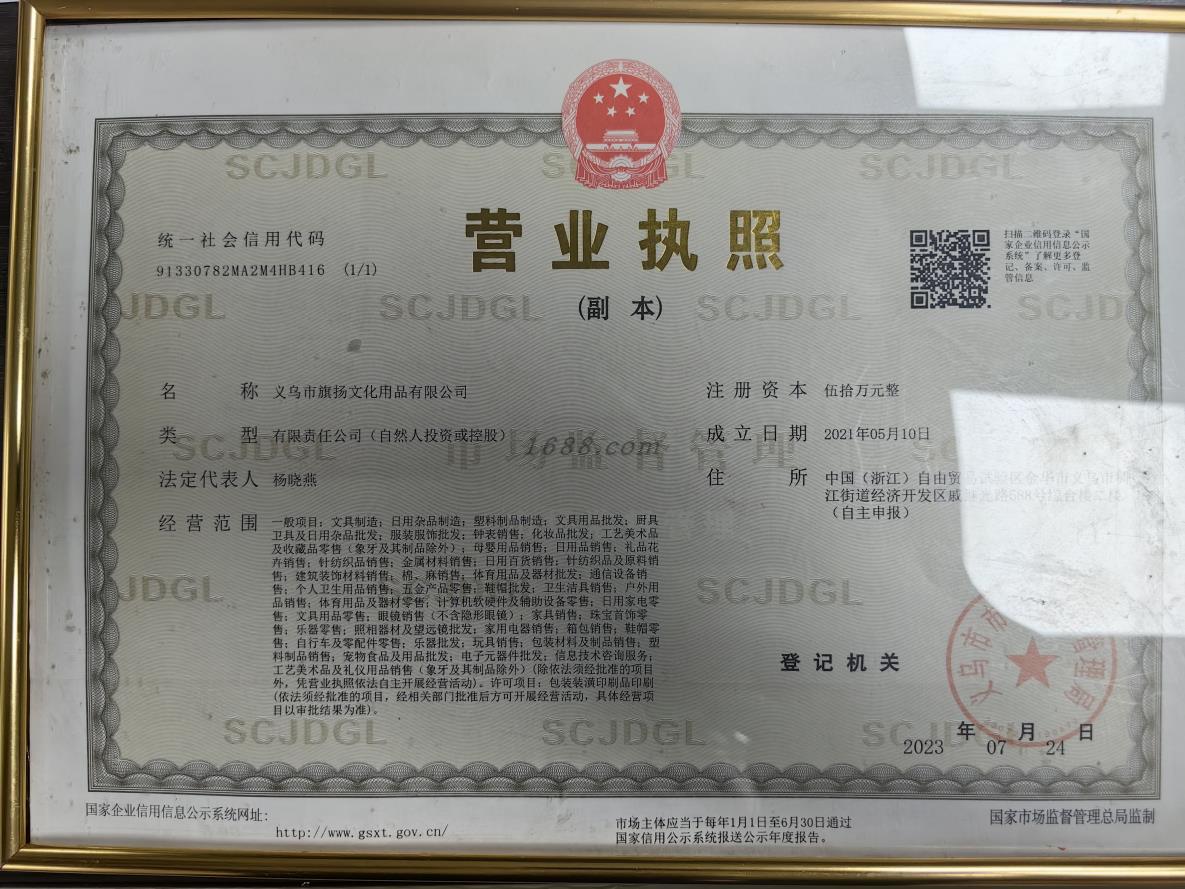 SCJDGL
营业执照
(副 本)
统一社会信用代码
91330782MA2M4HB416 (1/1)
扫描二维码登录“国
家企业信用信息公示
系统”了解更多登
记、备案、许可、监
管信息
名 称 义乌市旗扬文化用品有限公司
类 型 有限责任公司（自然人投资或控股）
法定代表人 杨晓燕
经营范围 一般项目：文具制造；日用杂品制造；塑料制品制造；文具用品批发；厨具
卫具及日用杂品批发；服装服饰批发；钟表销售；化妆品批发；工艺美术品
及收藏品零售（象牙及其制品除外）；母婴用品销售；日用品销售；礼品花
卉销售；针纺织品销售；金属材料销售；日用百货销售；针纺织品及原料销
售；建筑装饰材料销售；棉、麻销售；体育用品及器材批发；通信设备销
售；个人卫生用品销售；五金产品零售；鞋帽批发；卫生洁具销售；户外用
品销售；体育用品及器材零售；计算机软硬件及辅助设备零售；日用家电零
售；文具用品零售；眼镜销售（不含隐形眼镜）；家具销售；珠宝首饰零
售；乐器零售；照相器材及望远镜批发；家用电器销售；箱包销售；鞋帽零
售；自行车及零配件零售；乐器批发；玩具销售；包装材料及制品销售；塑
料制品销售；宠物食品及用品批发；电子元器件批发；信息技术咨询服务；
工艺美术品及礼仪用品销售（象牙及其制品除外）(除依法须经批准的项目
外，凭营业执照依法自主开展经营活动)。许可项目：包装装潢印刷品印刷
(依法须经批准的项目，经相关部门批准后方可开展经营活动，具体经营项
目以审批结果为准)。
注册资本 伍拾万元整
成立日期 2021年05月10日
住 所 中国（浙江）自由贸易试验区金华市义乌市
江街道经济开发区戚继光路588号综合楼二楼
（自主申报）
1688.com
登记机关
2023 年 07 月 24 日
国家企业信用信息公示系统网址：
http://www.gsxt.gov.cn/
市场主体应当于每年1月1日至6月30日通过
国家信用公示系统报送公示年度报告。
国家市场监督管理总局监制